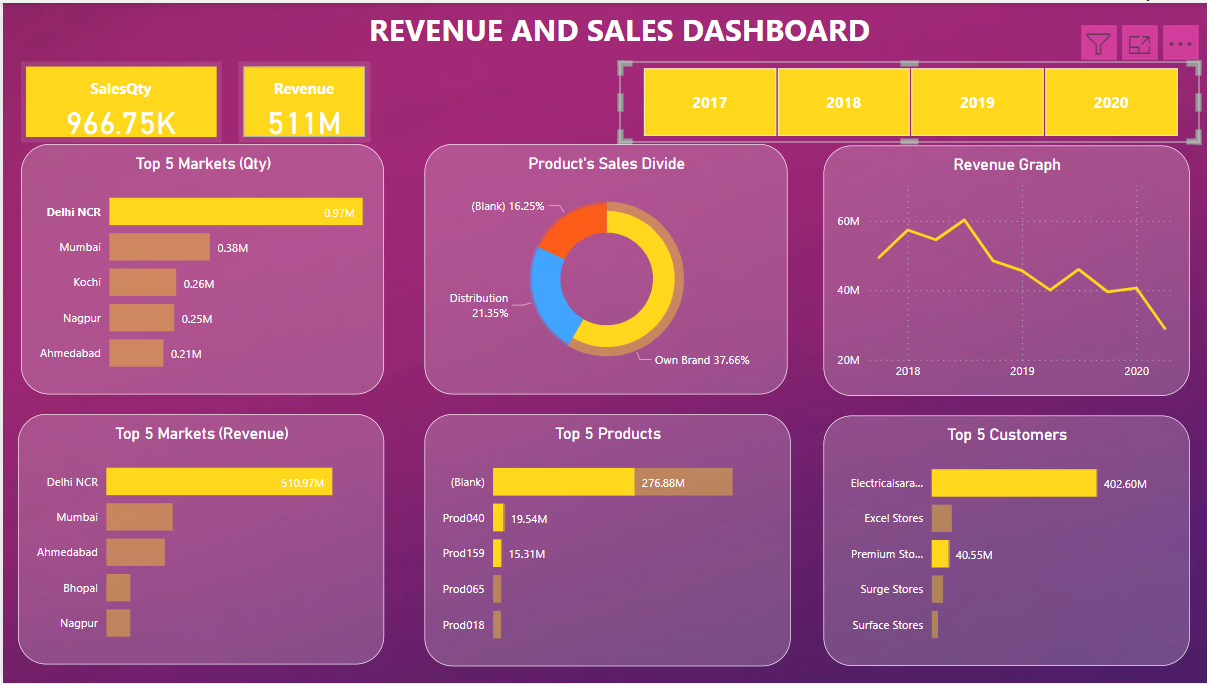 REVENUE AND SALES DASHBOARD
SalesQty
966.75K
Revenue
511M
2017
2018
2019
2020
Top 5 Markets (Qty)
Delhi NCR
0.97M
Mumbai
0.38M
Kochi
0.26M
Nagpur
0.25M
Ahmedabad
0.21M
Product's Sales Divide
(Blank) 16.25%
Distribution
21.35%
Own Brand 37.66%
Revenue Graph
60M
40M
20M
2018
2019
2020
Top 5 Markets (Revenue)
Delhi NCR
510.97M
Mumbai
Ahmedabad
Bhopal
Nagpur
Top 5 Products
(Blank)
276.88M
Prod040
19.54M
Prod159
15.31M
Prod065
Prod018
Top 5 Customers
Electricalsara...
402.60M
Excel Stores
Premium Sto...
40.55M
Surge Stores
Surface Stores